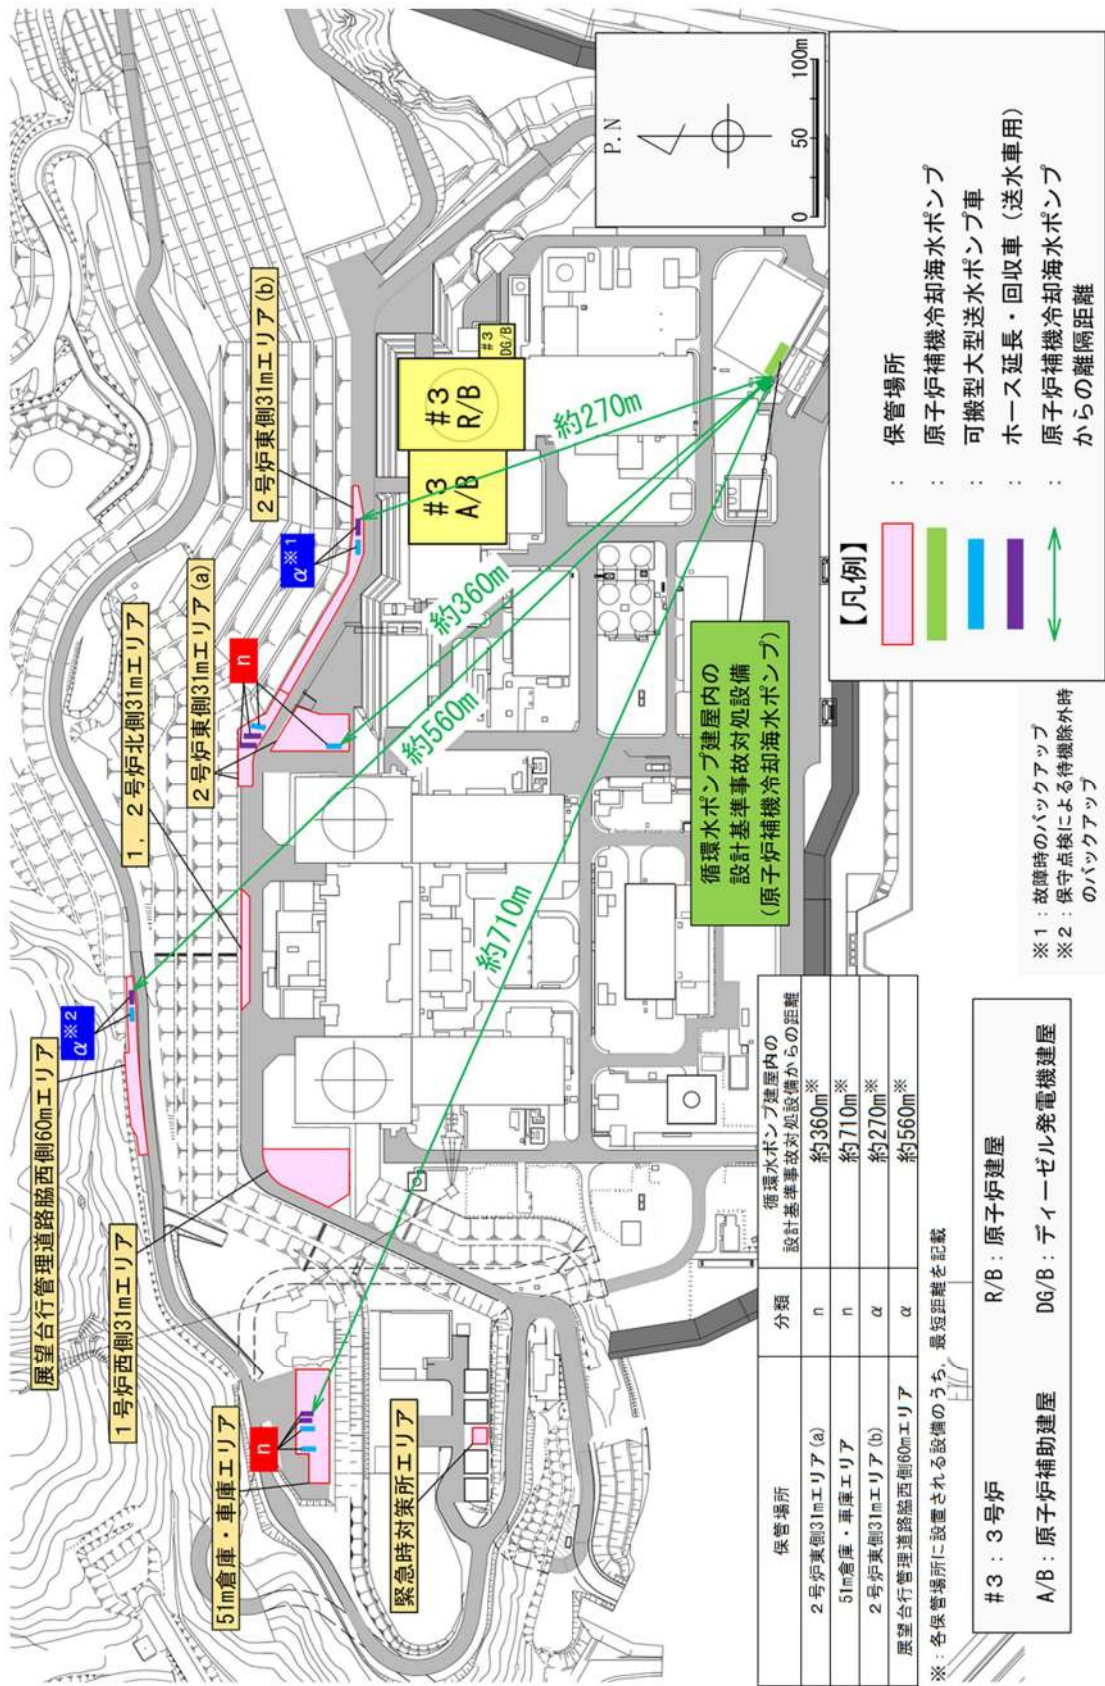 展望台行管理道路脇西側60mエリア
1号炉西側31mエリア
51m倉庫・車庫エリア
緊急時対策所エリア
1，2号炉北側31mエリア
2号炉東側31mエリア(a)
2号炉東側31mエリア(b)
α※2
α※1
n
n
#3
R/B
#3
A/B
#3
DG/B
約270m
約360m
約560m
約710m
循環水ポンプ建屋内の
設計基準事故対処設備
(原子炉補機冷却海水ポンプ)
P.N
0 50 100m
【凡例】
： 保管場所
： 原子炉補機冷却海水ポンプ
： 可搬型大型送水ポンプ車
： ホース延長・回収車（送水車用）
： 原子炉補機冷却海水ポンプ
からの離隔距離
※1：故障時のバックアップ
※2：保守点検による待機除外時
のバックアップ
保管場所 分類 循環水ポンプ建屋内の
設計基準事故対処設備からの距離
2号炉東側31mエリア(a) n 約360m※
51m倉庫・車庫エリア n 約710m※
2号炉東側31mエリア(b) α 約270m※
展望台行管理道路脇西側60mエリア α 約560m※
※：各保管場所に設置される設備のうち，最短距離を記載
#3：3号炉 R/B：原子炉建屋
A/B：原子炉補助建屋 DG/B：ディーゼル発電機建屋